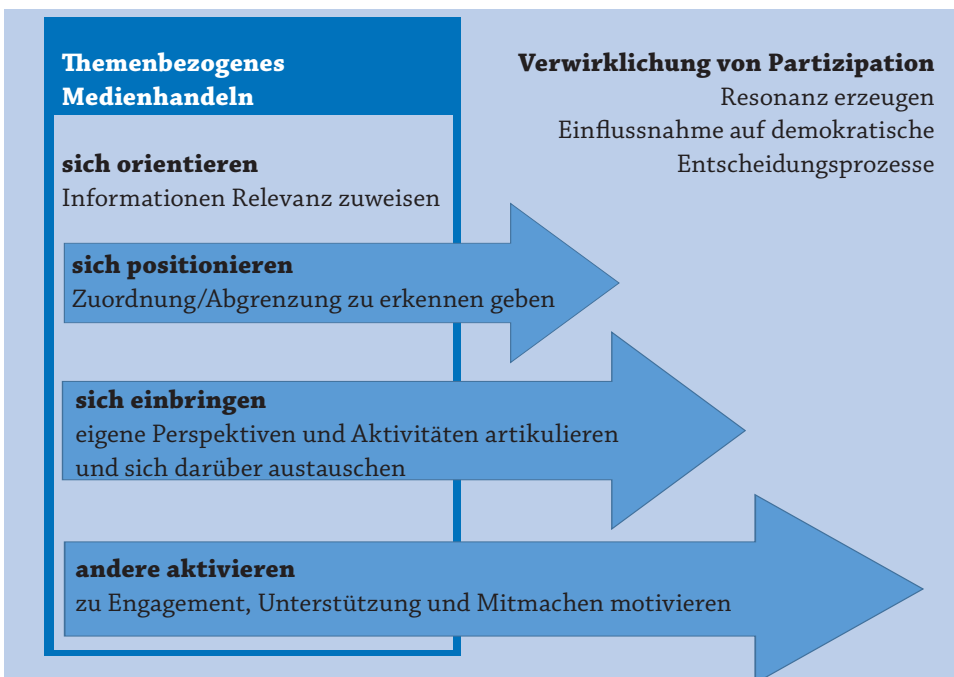 Themenbezogenes
Medienhandeln
Verwirklichung von Partizipation
Resonanz erzeugen
Einflussnahme auf demokratische
Entscheidungsprozesse
sich orientieren
Informationen Relevanz zuweisen
sich positionieren
Zuordnung/Abgrenzung zu erkennen geben
sich einbringen
eigene Perspektiven und Aktivitäten artikulieren
und sich darüber austauschen
andere aktivieren
zu Engagement, Unterstützung und Mitmachen motivieren